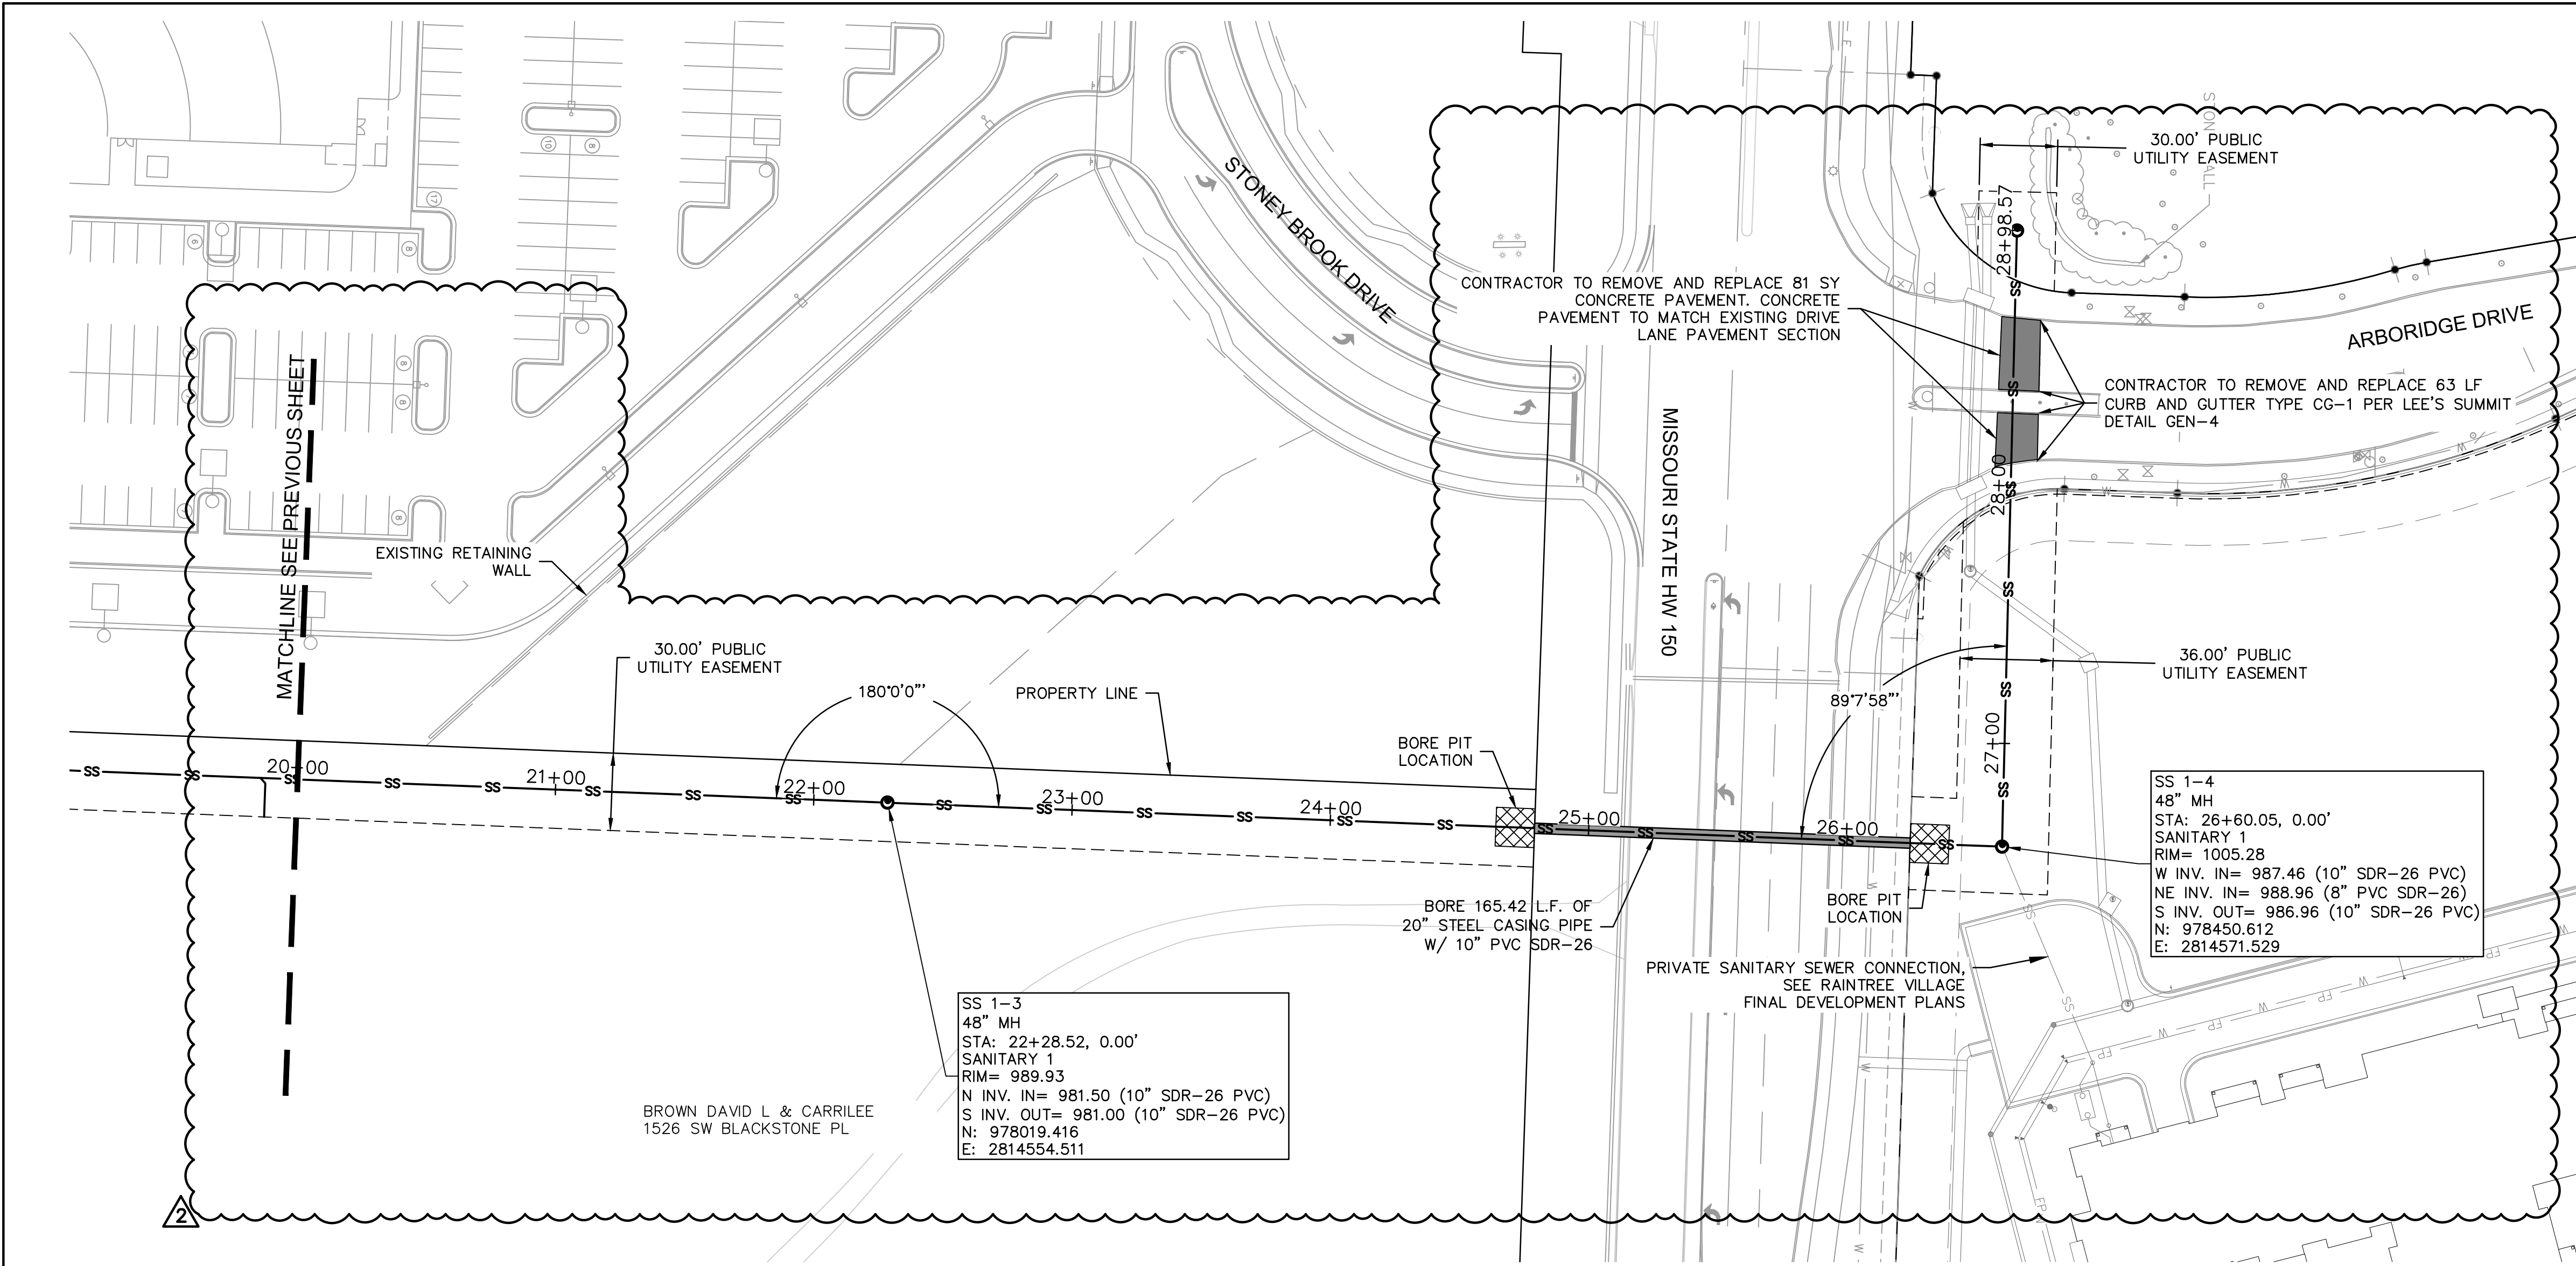 30.00' PUBLIC
UTILITY EASEMENT
28+98.57
STONEY BROOK DRIVE
CONTRACTOR TO REMOVE AND REPLACE 81 SY
CONCRETE PAVEMENT. CONCRETE
PAVEMENT TO MATCH EXISTING DRIVE
LANE PAVEMENT SECTION
ARBORIDGE DRIVE
CONTRACTOR TO REMOVE AND REPLACE 63 LF
CURB AND GUTTER TYPE CG-1 PER LEE'S SUMMIT
DETAIL GEN-4
MATCHLINE SEE PREVIOUS SHEET
MISSOURI STATE HW 150
28+00
EXISTING RETAINING
WALL
30.00' PUBLIC
UTILITY EASEMENT
180°0'0"'
PROPERTY LINE
89°7'58"'
36.00' PUBLIC
UTILITY EASEMENT
27+00
BORE PIT
LOCATION
20+00
21+00
22+00
23+00
24+00
25+00
26+00
SS 1-4
48" MH
STA: 26+60.05, 0.00'
SANITARY 1
RIM= 1005.28
W INV. IN= 987.46 (10" SDR-26 PVC)
NE INV. IN= 988.96 (8" PVC SDR-26)
S INV. OUT= 986.96 (10" SDR-26 PVC)
N: 978450.612
E: 2814571.529
BORE 165.42 L.F. OF
20" STEEL CASING PIPE
W/ 10" PVC SDR-26
BORE PIT
LOCATION
PRIVATE SANITARY SEWER CONNECTION,
SEE RAINTREE VILLAGE
FINAL DEVELOPMENT PLANS
SS 1-3
48" MH
STA: 22+28.52, 0.00'
SANITARY 1
RIM= 989.93
N INV. IN= 981.50 (10" SDR-26 PVC)
S INV. OUT= 981.00 (10" SDR-26 PVC)
N: 978019.416
E: 2814554.511
BROWN DAVID L & CARRILEE
1526 SW BLACKSTONE PL
2